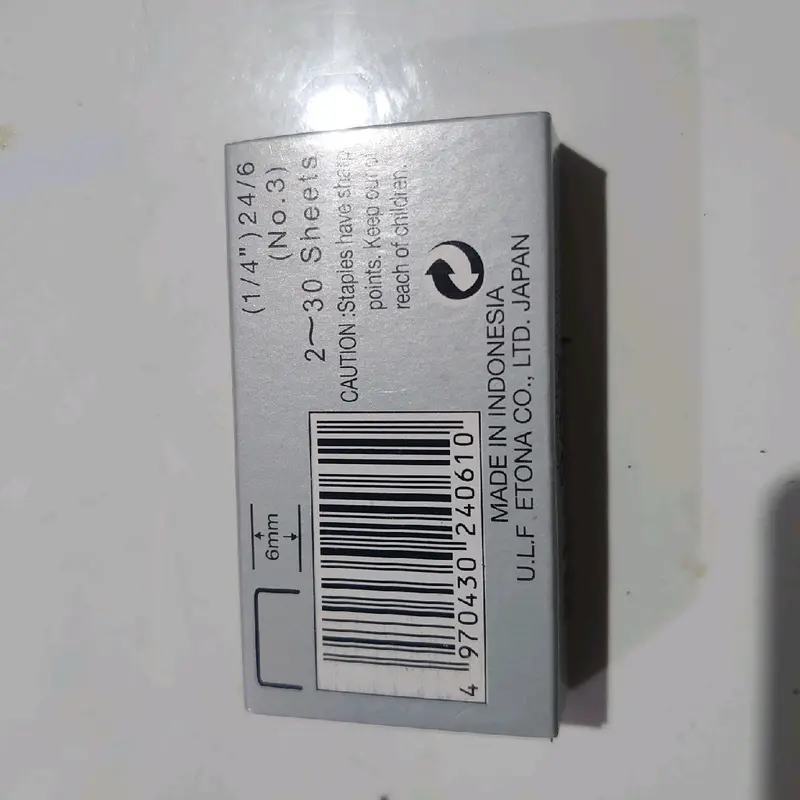 (1/4") 24/6
(No.3)
2~30 Sheets
CAUTION :Staples have sharp
points. Keep out of
reach of children.
6mm
4 970430 240610
MADE IN INDONESIA
U.L.F ETONA CO., LTD. JAPAN